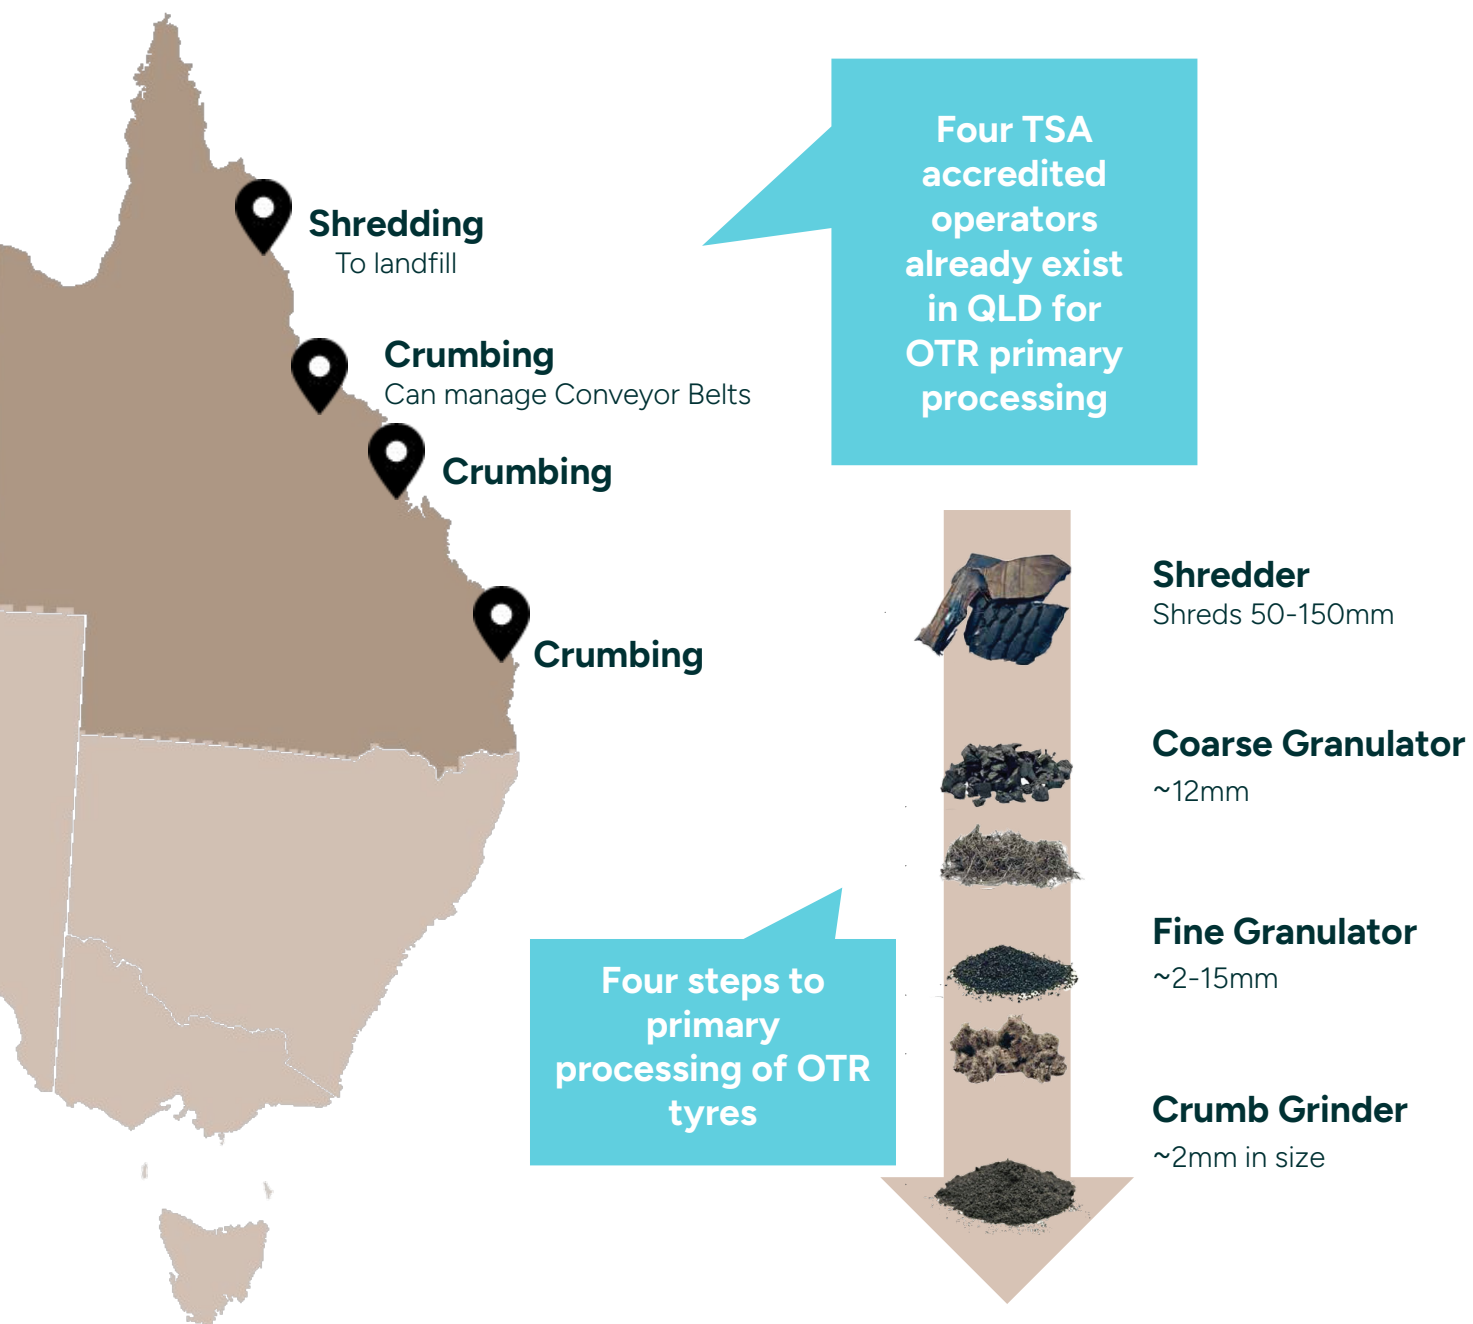 Shredding
To landfill
Crumbing
Can manage Conveyor Belts
Crumbing
Crumbing
Four TSA
accredited
operators
already exist
in QLD for
OTR primary
processing
Four steps to
primary
processing of OTR
tyres
Shredder
Shreds 50-150mm
Coarse Granulator
~12mm
Fine Granulator
~2-15mm
Crumb Grinder
~2mm in size